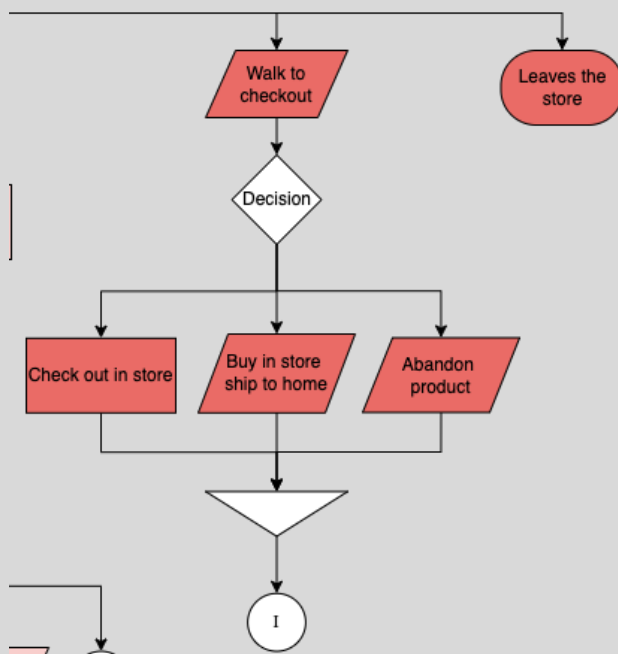 Walk to
checkout
Leaves the
store
Decision
Check out in store
Buy in store
ship to home
Abandon
product
I